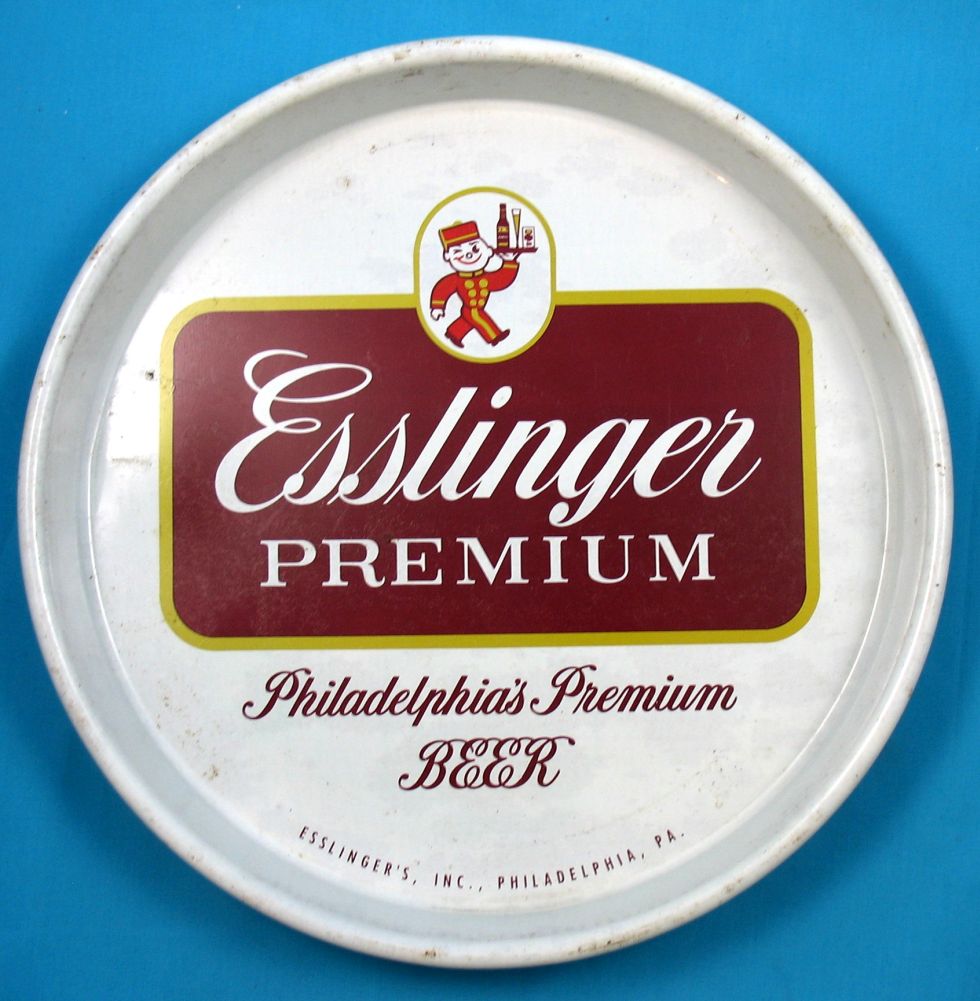 Esslinger
PREMIUM
Philadelphia's Premium
BEER
ESSLINGER'S, INC., PHILADELPHIA, PA.